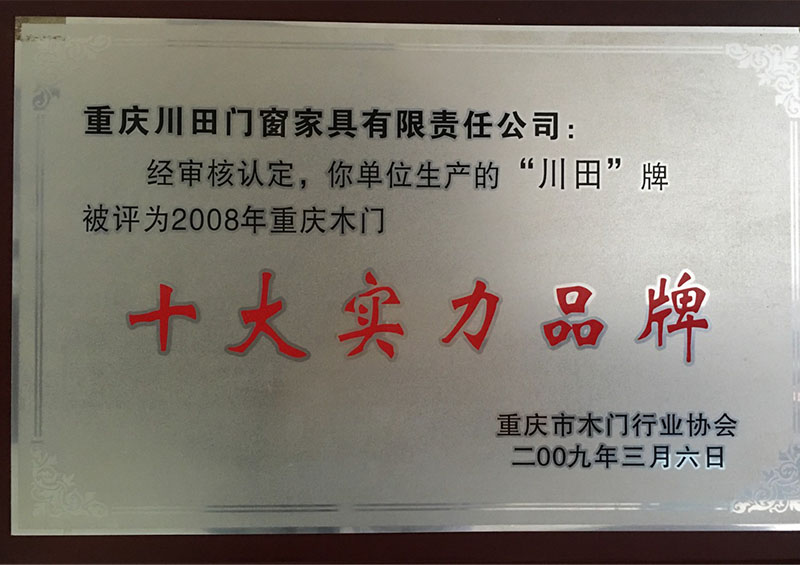 重庆川田门窗家具有限责任公司：
经审核认定，你单位生产的“川田”牌
被评为2008年重庆木门
十大实力品牌
重庆市木门行业协会
二00九年三月六日